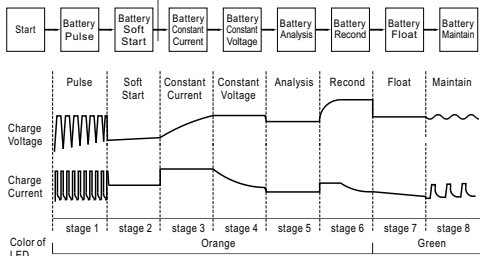 Start
Battery
Pulse
Battery
Soft
Start
Battery
Constant
Current
Battery
Constant
Voltage
Battery
Analysis
Battery
Recond
Battery
Float
Battery
Maintain
Pulse
Soft
Start
Constant
Current
Constant
Voltage
Analysis
Recond
Float
Maintain
Charge
Voltage
Charge
Current
stage 1 stage 2 stage 3 stage 4 stage 5 stage 6 stage 7 stage 8
Color of
LED
Orange
Green